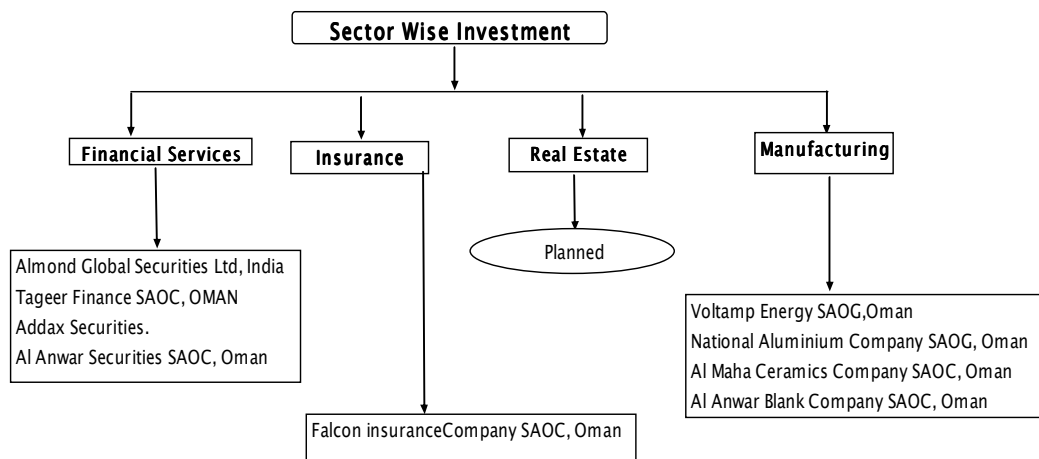 Sector Wise Investment
Financial Services
Insurance
Real Estate
Manufacturing
Planned
Almond Global Securities Ltd, India
Tageer Finance SAOC, OMAN
Addax Securities.
Al Anwar Securities SAOC, Oman
Voltamp Energy SAOG,Oman
National Aluminium Company SAOG, Oman
Al Maha Ceramics Company SAOC, Oman
Al Anwar Blank Company SAOC, Oman
Falcon insuranceCompany SAOC, Oman